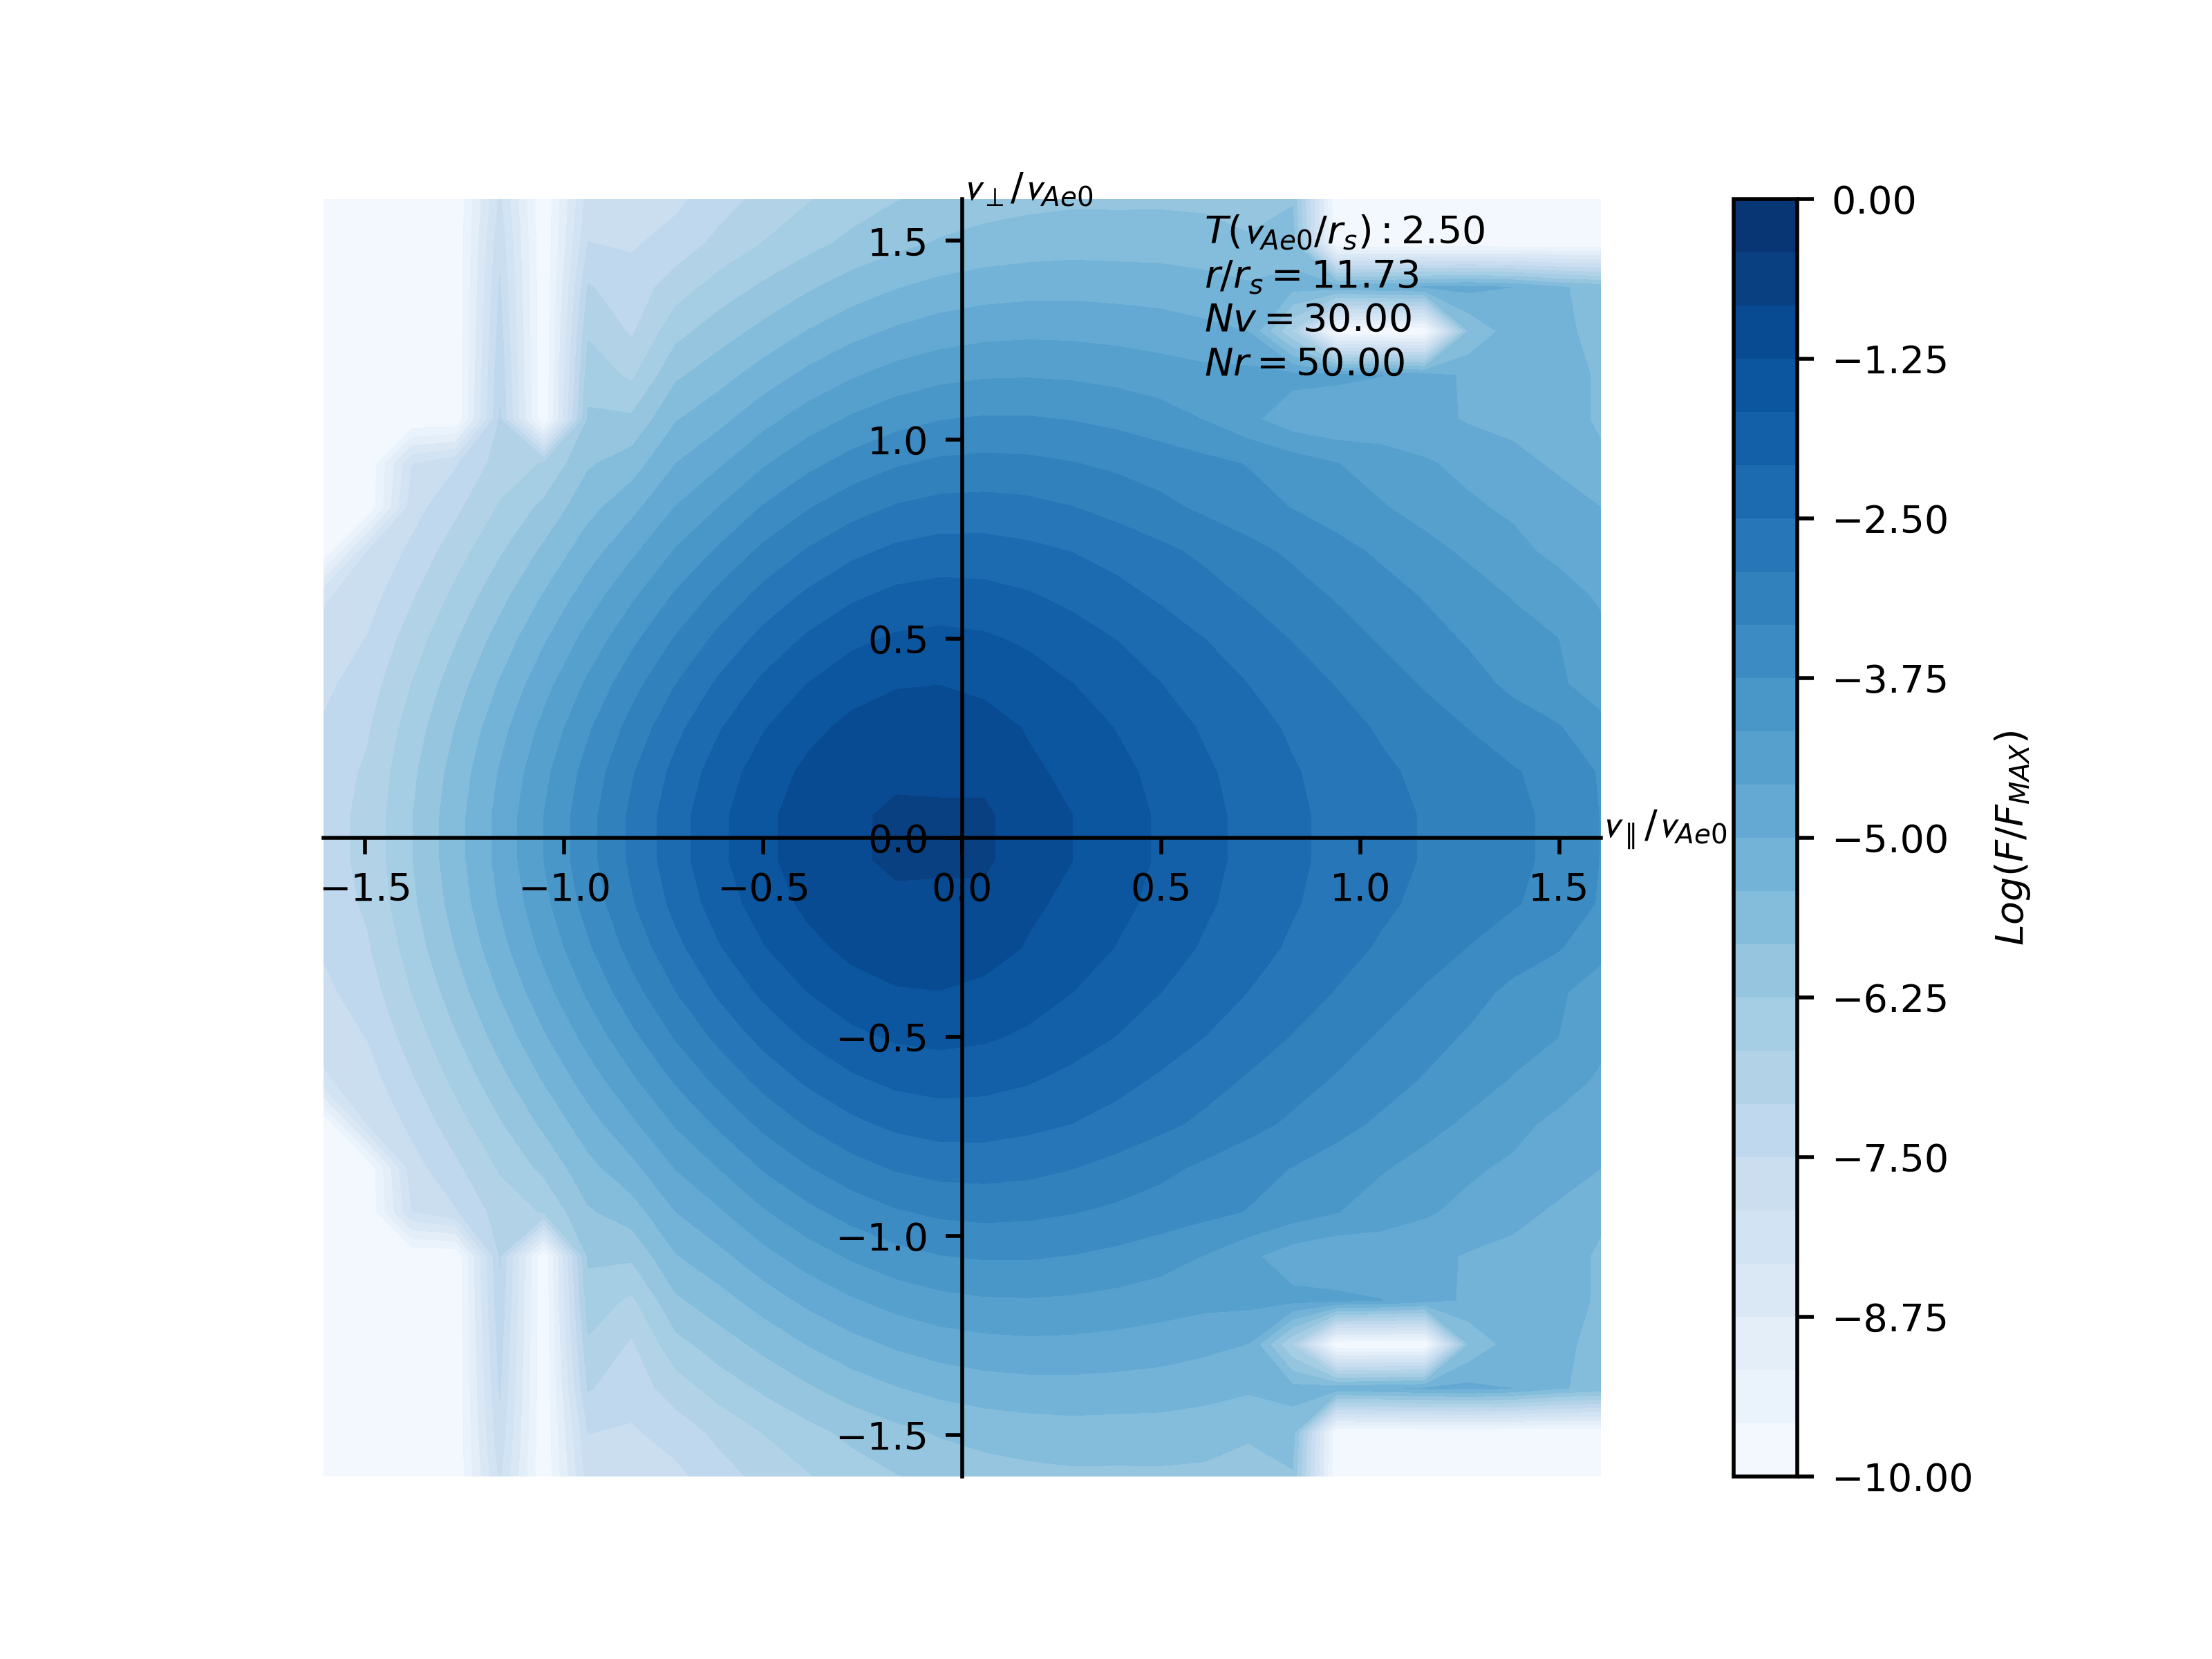 v⊥/vAe0
T(vAe0/rs):2.50
r/rs = 11.73
Nv = 30.00
Nr = 50.00
1.5
1.0
0.5
0.0
−0.5
−1.0
−1.5
−1.5 −1.0 −0.5 0.0 0.5 1.0 1.5
v∥/vAe0
0.00
−1.25
−2.50
−3.75
−5.00
−6.25
−7.50
−8.75
−10.00
Log(F/FMAX)